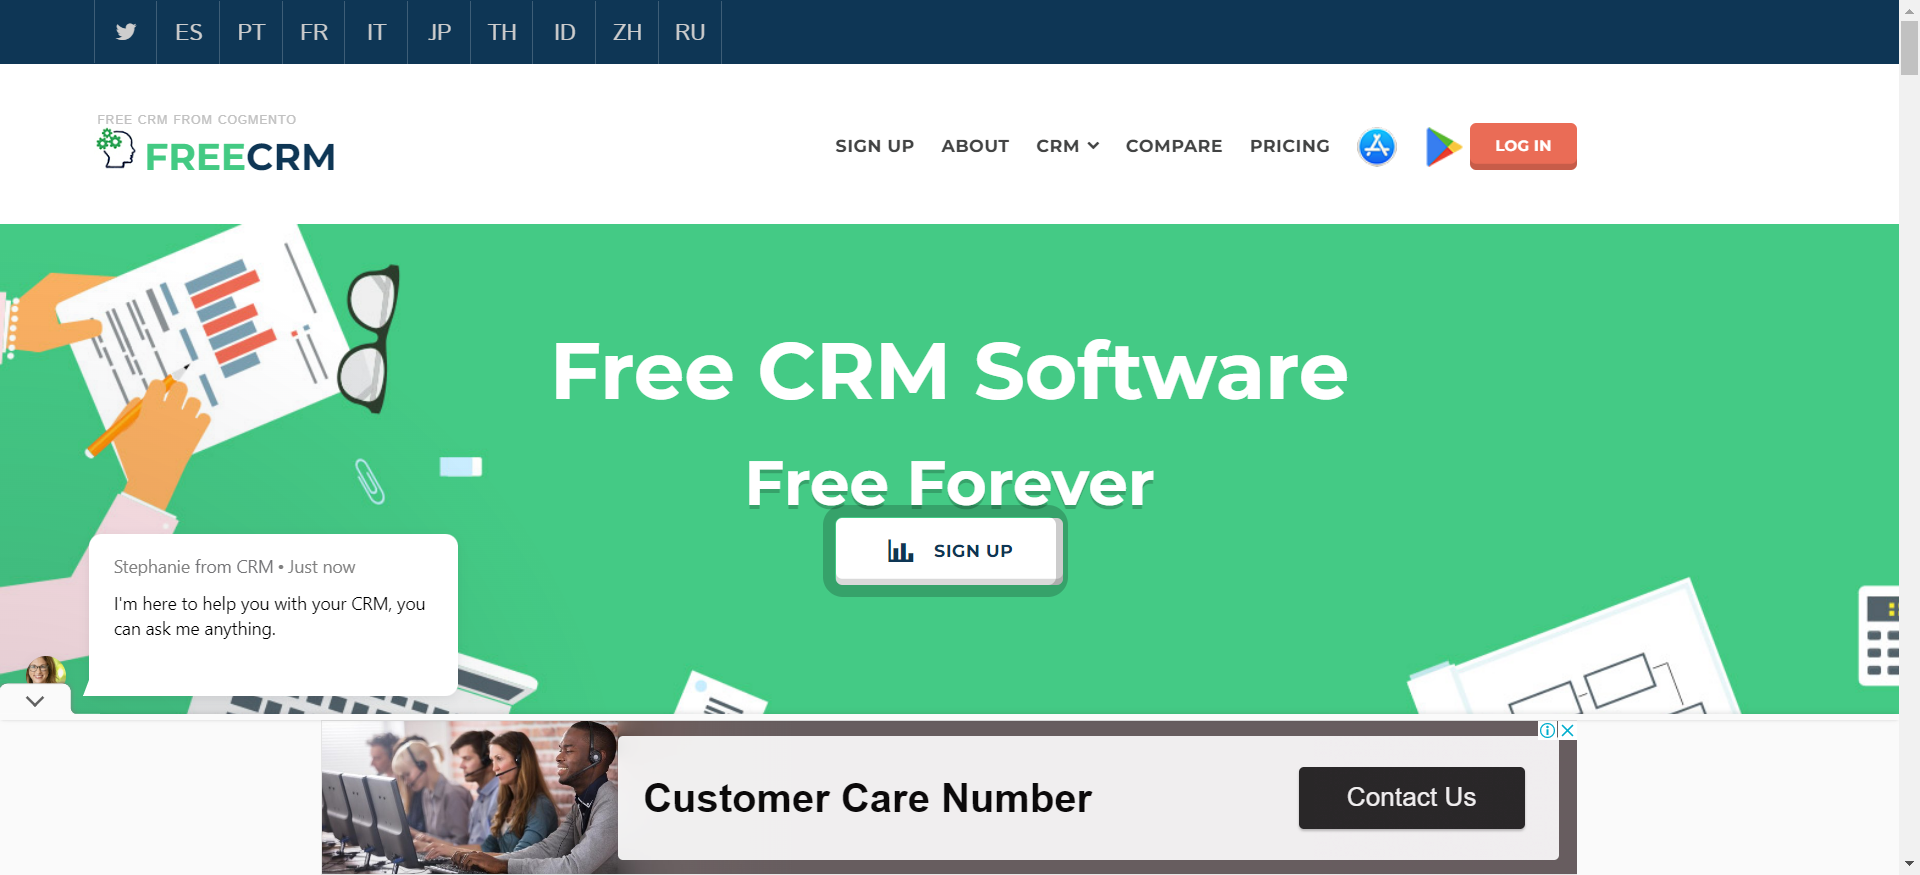 ES PT FR IT JP TH ID ZH RU
FREE CRM FROM COGMENTO
FREECRM
SIGN UP ABOUT CRM COMPARE PRICING LOG IN
Free CRM Software
Free Forever
SIGN UP
Stephanie from CRM • Just now
I'm here to help you with your CRM, you
can ask me anything.
Customer Care Number
Contact Us